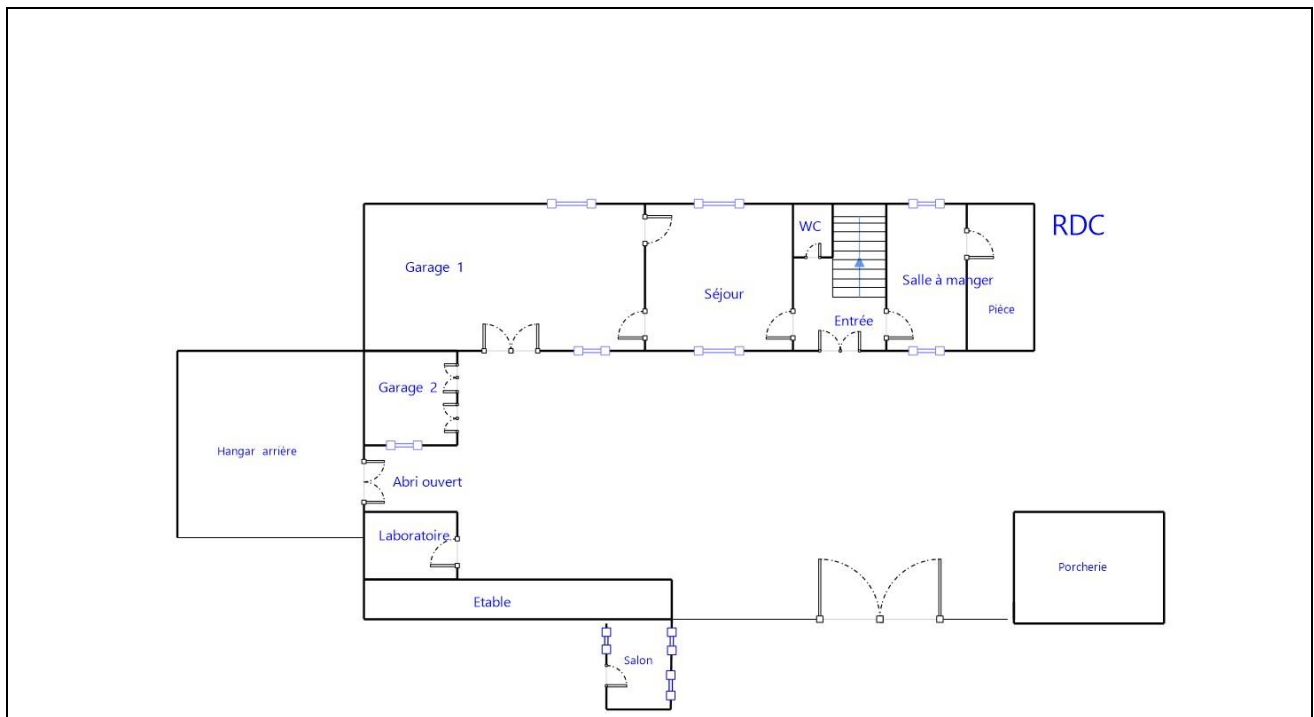 RDC
WC
Garage 1
Séjour
Salle à manger
Pièce
Entrée
Garage 2
Hangar arrière
Abri ouvert
Laboratoire
Porcherie
Etable
Salon